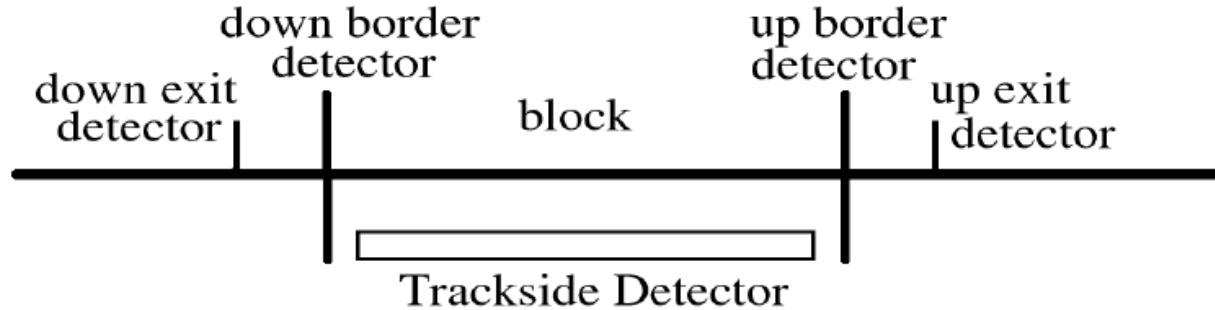 down border
detector
up border
detector
down exit
detector
block
up exit
detector
Trackside Detector